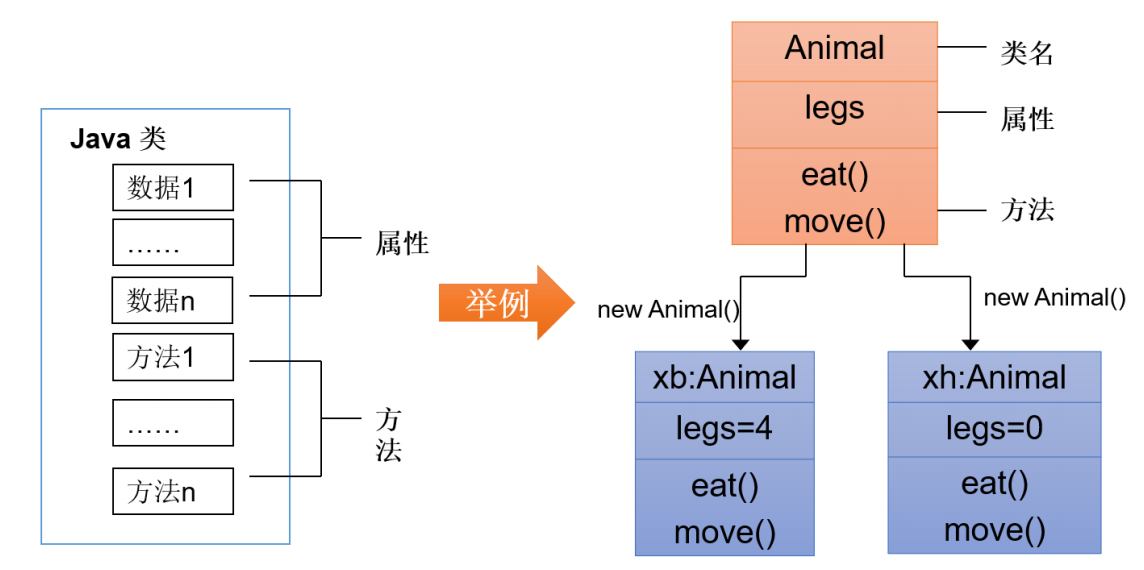 Java 类
数据1
……
数据n
方法1
……
方法n
属性
方
法
举例
Animal
legs
eat()
move()
类名
属性
方法
new Animal()
new Animal()
xb:Animal
legs=4
eat()
move()
xh:Animal
legs=0
eat()
move()